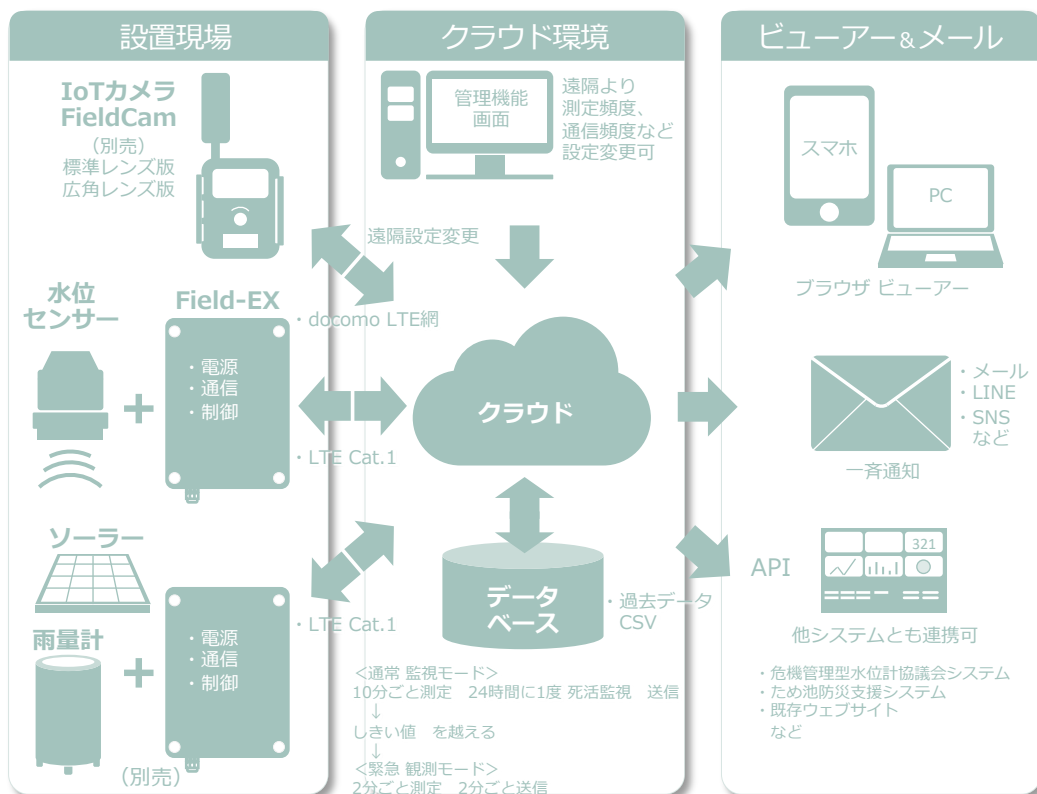 設置現場
IoTカメラ
FieldCam
（別売）
標準レンズ版
広角レンズ版
水位
センサー
Field-EX
・電源
・通信
・制御
・docomo LTE網
・LTE Cat.1
ソーラー
雨量計
・電源
・通信
・制御
・LTE Cat.1
（別売）
クラウド環境
管理機能
画面
遠隔より
測定頻度、
通信頻度など
設定変更可
遠隔設定変更
クラウド
データ
ベース
・過去データ
CSV
＜通常 監視モード＞
10分ごと測定　24時間に1度 死活監視　送信
↓
しきい値　を越える
↓
＜緊急 観測モード＞
2分ごと測定　2分ごと送信
ビューアー&メール
スマホ
PC
ブラウザ ビューアー
・メール
・LINE
・SNS
など
一斉通知
API
321
他システムとも連携可
・危機管理型水位計協議会システム
・ため池防災支援システム
・既存ウェブサイト
など